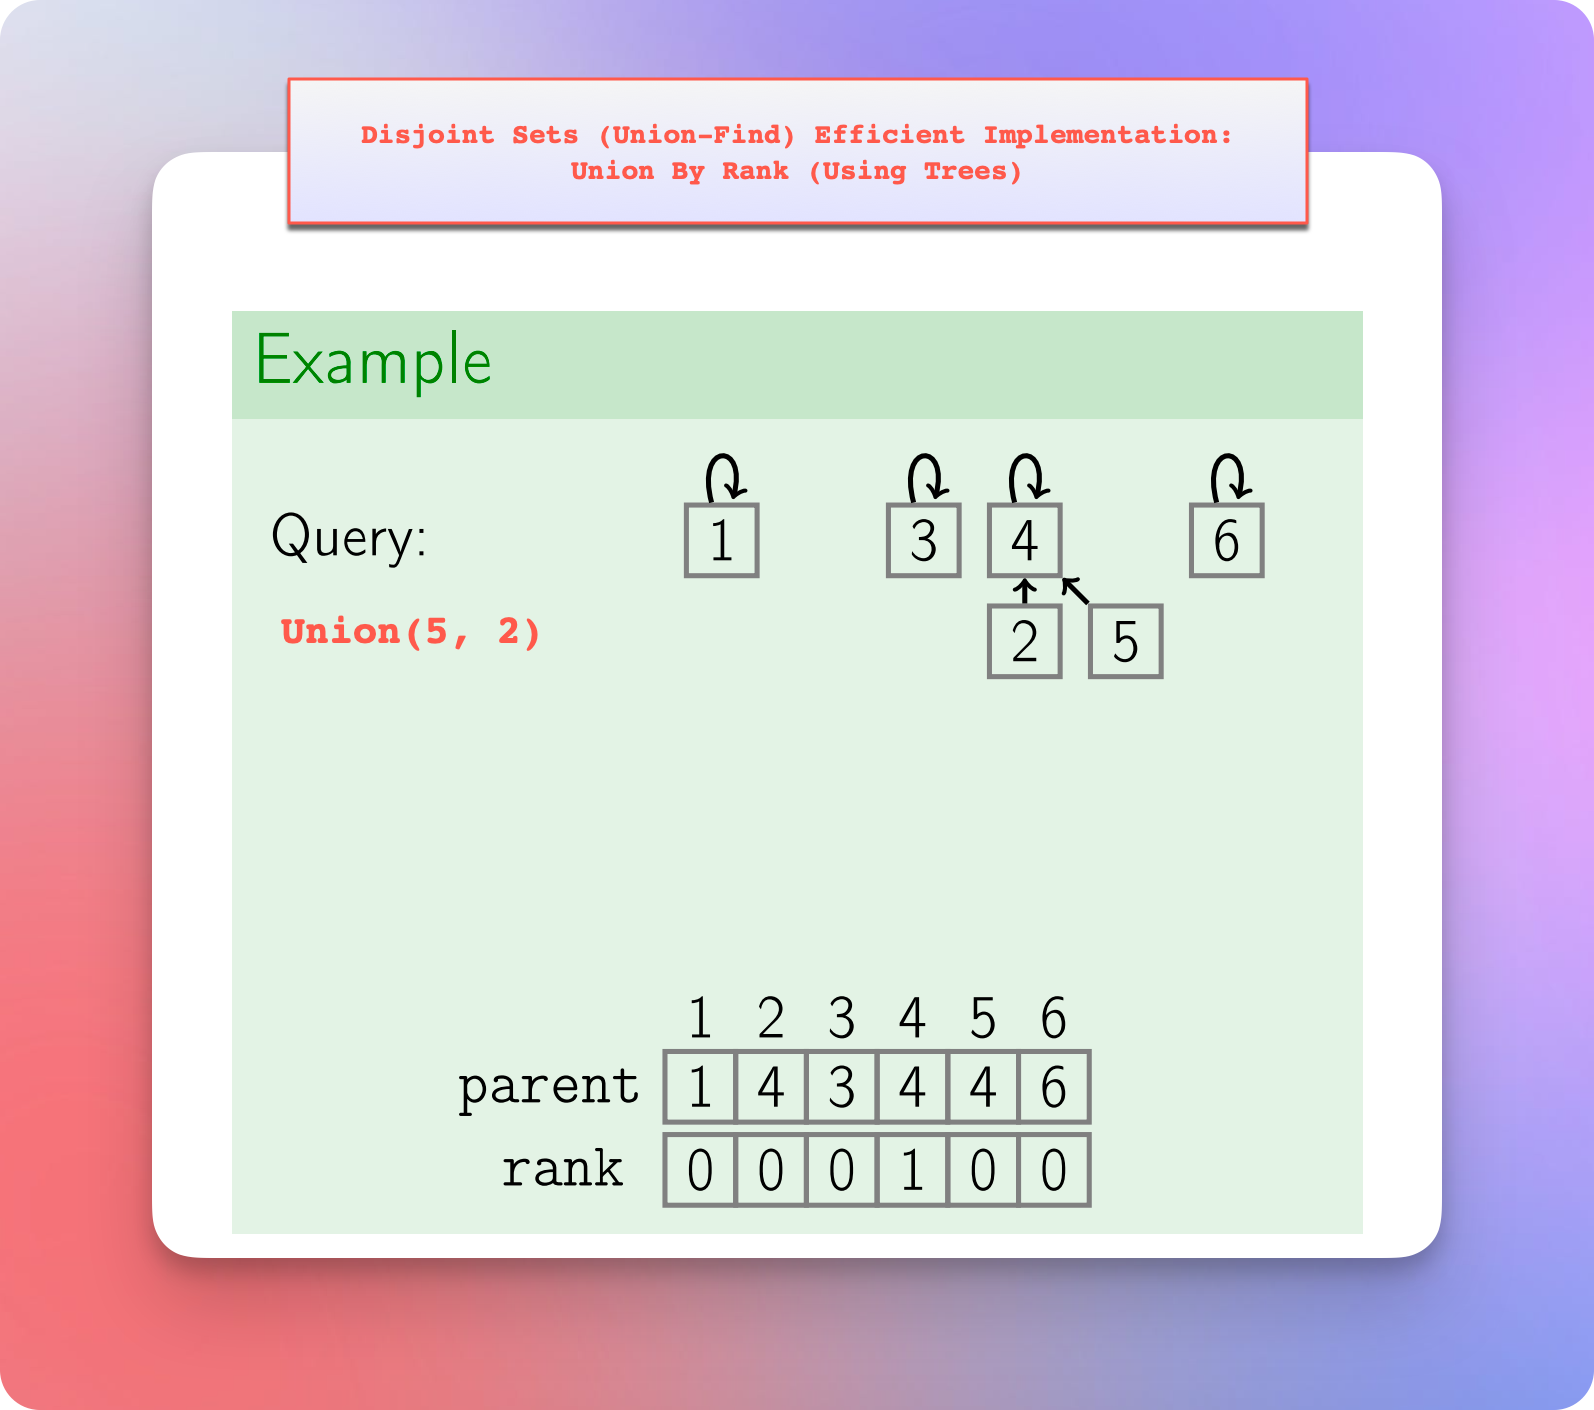 Disjoint Sets (Union-Find) Efficient Implementation:
Union By Rank (Using Trees)
Example
Query:
1 3 4 6
Union(5, 2)
2 5
1 2 3 4 5 6
parent 1 4 3 4 4 6
rank 0 0 0 1 0 0